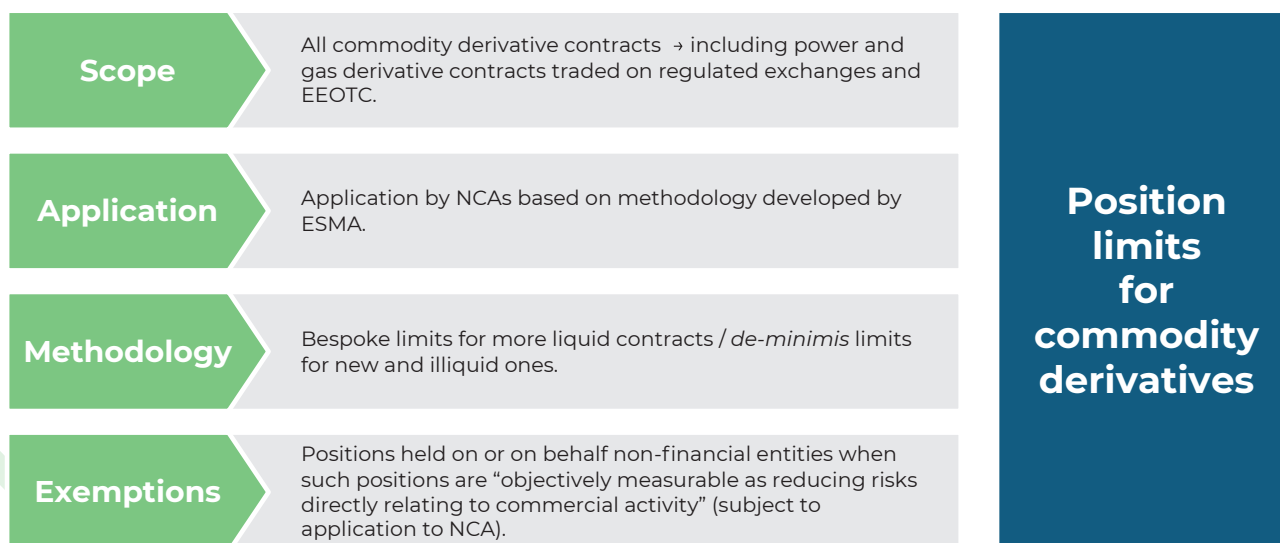 Scope
All commodity derivative contracts → including power and
gas derivative contracts traded on regulated exchanges and
EEOTC.
Application
Application by NCAs based on methodology developed by
ESMA.
Methodology
Bespoke limits for more liquid contracts / de-minimis limits
for new and illiquid ones.
Exemptions
Positions held on or on behalf non-financial entities when
such positions are “objectively measurable as reducing risks
directly relating to commercial activity” (subject to
application to NCA).
Position
limits
for
commodity
derivatives